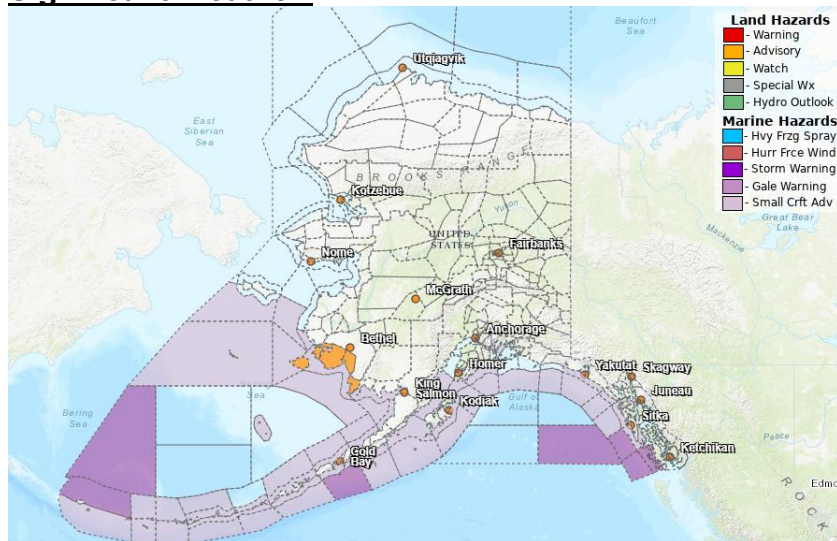 Land Hazards
- Warning
- Advisory
- Watch
- Special Wx
- Hydro Outlook
Marine Hazards
- Hvy Frzg Spray
- Hurr Frce Wind
- Storm Warning
- Gale Warning
- Small Crft Adv
Beaufort
Sea
Utqiagvik
East
Siberian
Sea
BROOKS RANGE
Kotzebue
Yukon
Great Bear
Lake
Mackenzie
UNITED
STATES
Fairbanks
Nome
McGrath
Anchorage
Bethel
Homer
Yakutat
Skagway
King
Salmon
Juneau
Kodiak
Gulf of
Alaska
Bering
Sea
Sea
Sitka
Peace
Cold
Bay
Ketchikan
Edmo
ROCK